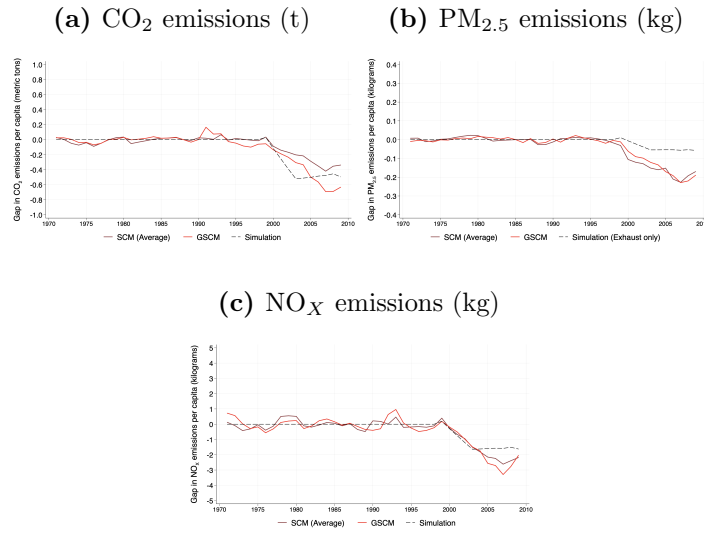 (a) CO₂ emissions (t)
Gap in CO₂ emissions per capita (metric tons)
1.0
0.8
0.6
0.4
0.2
0.0
-0.2
-0.4
-0.6
-0.8
-1.0
1970 1975 1980 1985 1990 1995 2000 2005 2010
SCM (Average) GSCM Simulation
(b) PM₂.₅ emissions (kg)
Gap in PM₂.₅ emissions per capita (kilograms)
0.4
0.3
0.2
0.1
0.0
-0.1
-0.2
-0.3
-0.4
1970 1975 1980 1985 1990 1995 2000 2005 201
SCM (Average) GSCM Simulation (Exhaust only)
(c) NOX emissions (kg)
Gap in NOₓ emissions per capita (kilograms)
5
4
3
2
1
0
-1
-2
-3
-4
-5
1970 1975 1980 1985 1990 1995 2000 2005 2010
SCM (Average) GSCM Simulation